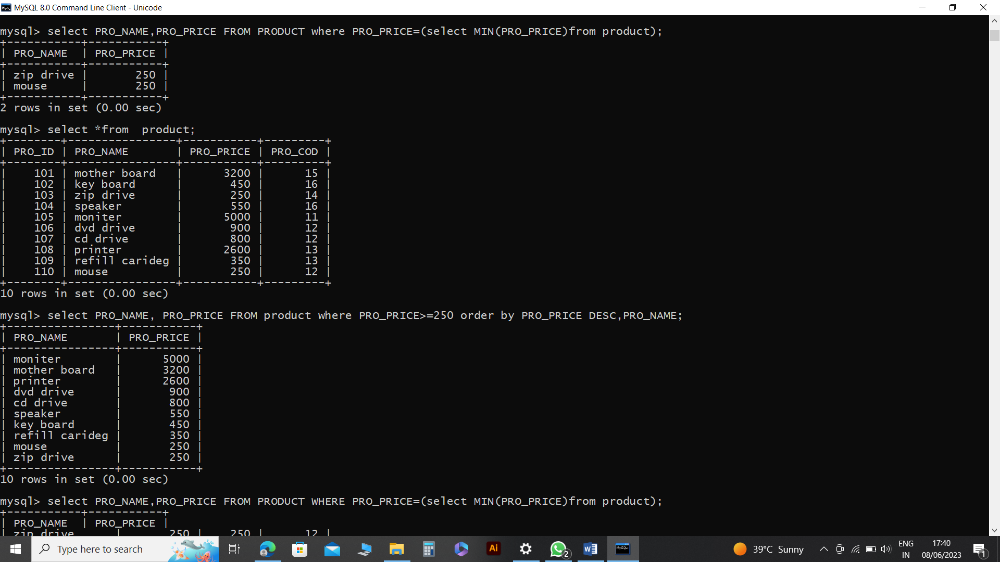 MySQL 8.0 Command Line Client - Unicode
mysql> select PRO_NAME,PRO_PRICE FROM PRODUCT where PRO_PRICE=(select MIN(PRO_PRICE)from product);
+-----------+-----------+
| PRO_NAME  | PRO_PRICE |
+-----------+-----------+
| zip drive |       250 |
| mouse     |       250 |
+-----------+-----------+
2 rows in set (0.00 sec)
mysql> select *from  product;
+--------+----------------+-----------+---------+
| PRO_ID | PRO_NAME       | PRO_PRICE | PRO_COD |
+--------+----------------+-----------+---------+
|    101 | mother board   |      3200 |      15 |
|    102 | key board      |       450 |      16 |
|    103 | zip drive      |       250 |      14 |
|    104 | speaker        |       550 |      16 |
|    105 | moniter        |      5000 |      11 |
|    106 | dvd drive      |       900 |      12 |
|    107 | cd drive       |       800 |      12 |
|    108 | printer        |      2600 |      13 |
|    109 | refill carideg |       350 |      13 |
|    110 | mouse          |       250 |      12 |
+--------+----------------+-----------+---------+
10 rows in set (0.00 sec)
mysql> select PRO_NAME, PRO_PRICE FROM product where PRO_PRICE>=250 order by PRO_PRICE DESC,PRO_NAME;
+----------------+-----------+
| PRO_NAME       | PRO_PRICE |
+----------------+-----------+
| moniter        |      5000 |
| mother board   |      3200 |
| printer        |      2600 |
| dvd drive      |       900 |
| cd drive       |       800 |
| speaker        |       550 |
| key board      |       450 |
| refill carideg |       350 |
| mouse          |       250 |
| zip drive      |       250 |
+----------------+-----------+
10 rows in set (0.00 sec)
mysql> select PRO_NAME,PRO_PRICE FROM PRODUCT WHERE PRO_PRICE=(select MIN(PRO_PRICE)from product);
+-----------+-----------+
| PRO_NAME  | PRO_PRICE |
| zip drive      |       250 |    250 |      12 |
Type here to search
Ai
2
MySQL
39°C Sunny
ENG
IN
17:40
08/06/2023
1